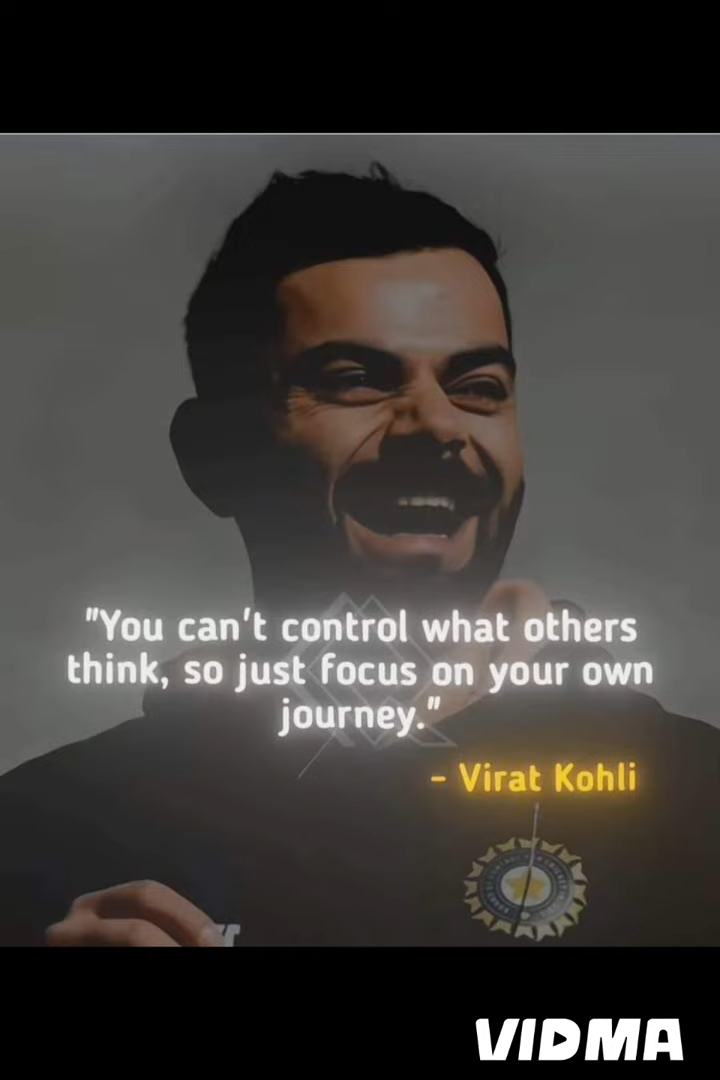 "You can't control what others
think, so just focus on your own
journey."
- Virat Kohli
VIDMA